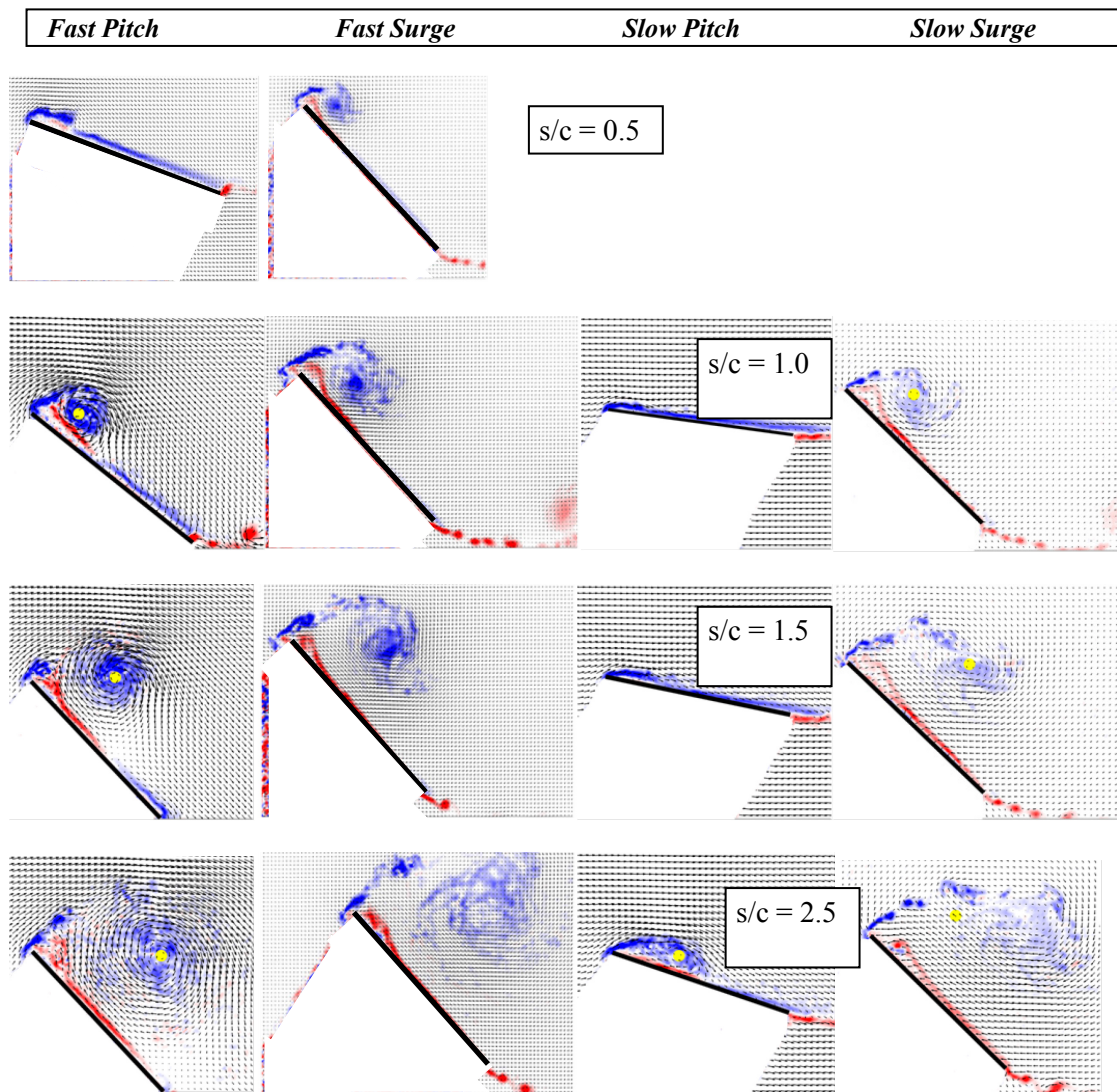 Fast Pitch Fast Surge Slow Pitch Slow Surge
s/c = 0.5
s/c = 1.0
s/c = 1.5
s/c = 2.5